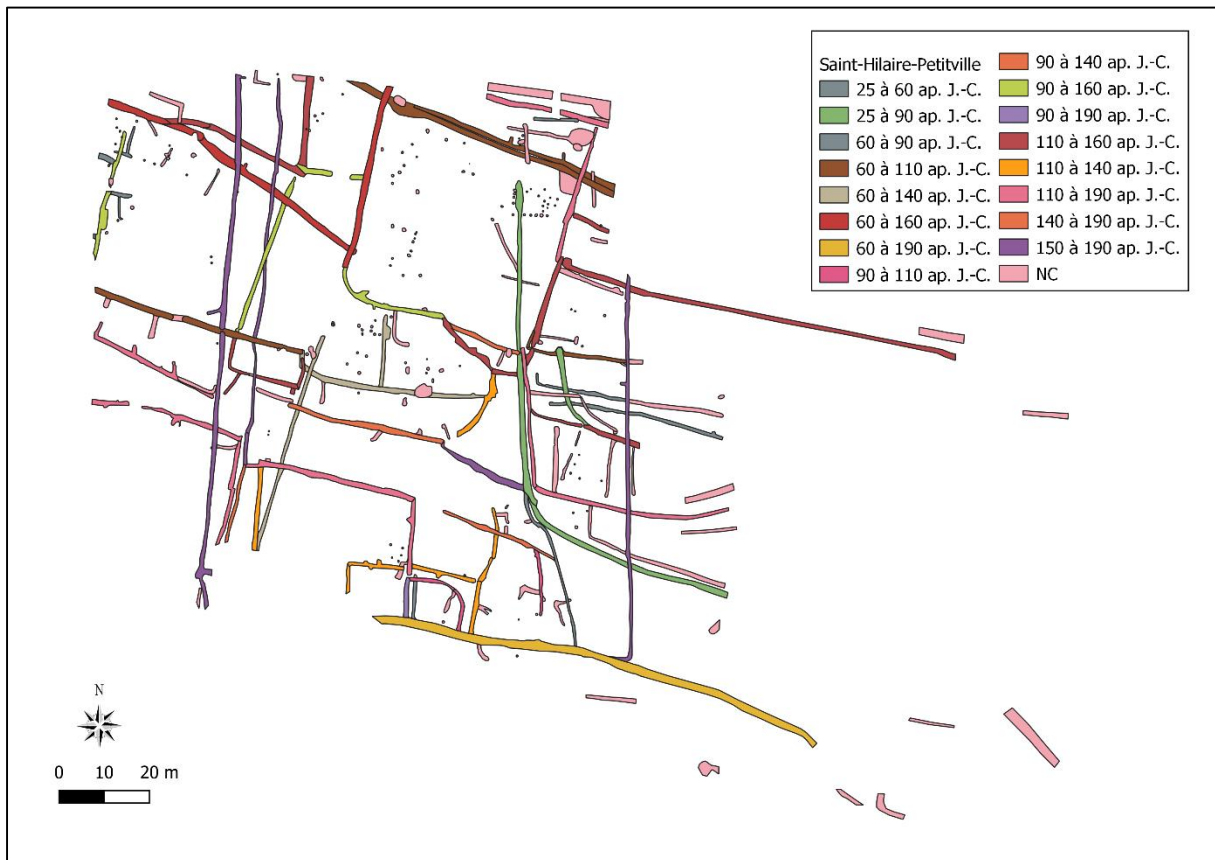 Saint-Hilaire-Petitville
25 à 60 ap. J.-C.
25 à 90 ap. J.-C.
60 à 90 ap. J.-C.
60 à 110 ap. J.-C.
60 à 140 ap. J.-C.
60 à 160 ap. J.-C.
60 à 190 ap. J.-C.
90 à 110 ap. J.-C.
90 à 140 ap. J.-C.
90 à 160 ap. J.-C.
90 à 190 ap. J.-C.
110 à 160 ap. J.-C.
110 à 140 ap. J.-C.
110 à 190 ap. J.-C.
140 à 190 ap. J.-C.
150 à 190 ap. J.-C.
NC
N
0 10 20 m